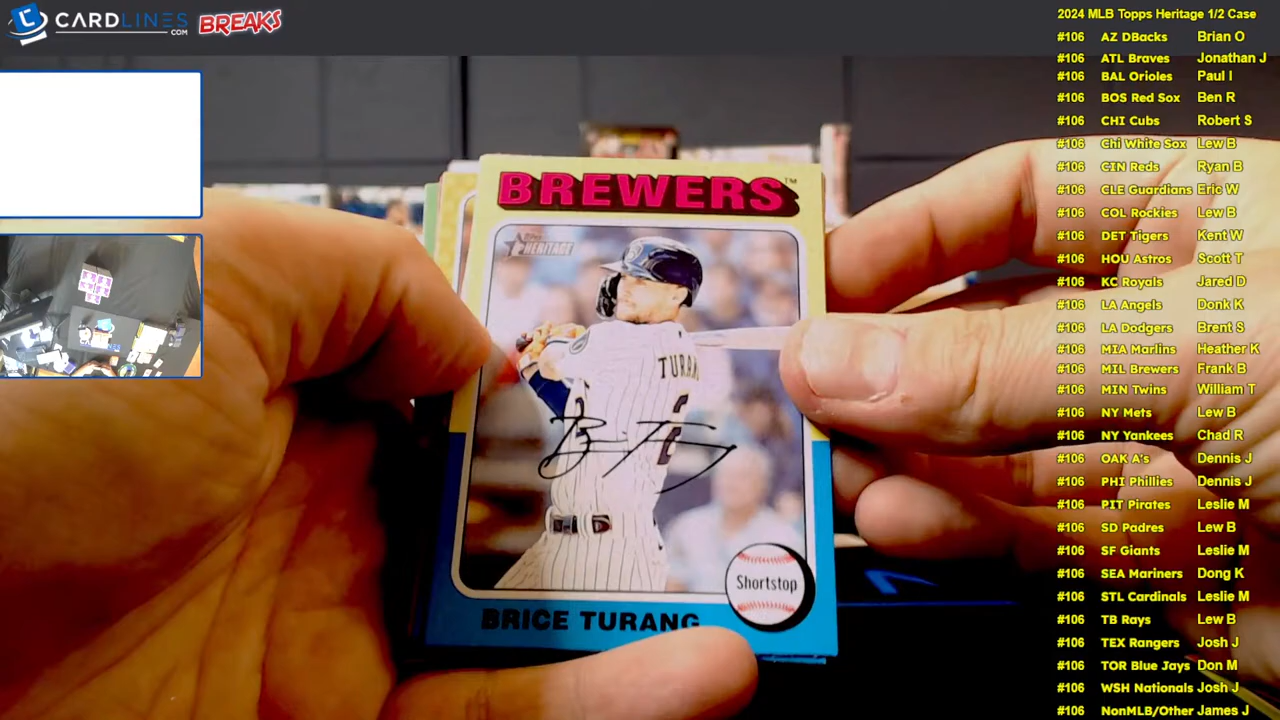 CARDLINES
.COM
BREAKS
BREWERS™
Topps
HERITAGE
TURAN
2
Shortstop
BRICE TURANG
2024 MLB Topps Heritage 1/2 Case
#106 AZ DBacks Brian O
#106 ATL Braves Jonathan J
#106 BAL Orioles Paul I
#106 BOS Red Sox Ben R
#106 CHI Cubs Robert S
#106 Chi White Sox Lew B
#106 CIN Reds Ryan B
#106 CLE Guardians Eric W
#106 COL Rockies Lew B
#106 DET Tigers Kent W
#106 HOU Astros Scott T
#106 KC Royals Jared D
#106 LA Angels Donk K
#106 LA Dodgers Brent S
#106 MIA Marlins Heather K
#106 MIL Brewers Frank B
#106 MIN Twins William T
#106 NY Mets Lew B
#106 NY Yankees Chad R
#106 OAK A's Dennis J
#106 PHI Phillies Dennis J
#106 PIT Pirates Leslie M
#106 SD Padres Lew B
#106 SF Giants Leslie M
#106 SEA Mariners Dong K
#106 STL Cardinals Leslie M
#106 TB Rays Lew B
#106 TEX Rangers Josh J
#106 TOR Blue Jays Don M
#106 WSH Nationals Josh J
#106 NonMLB/Other James J